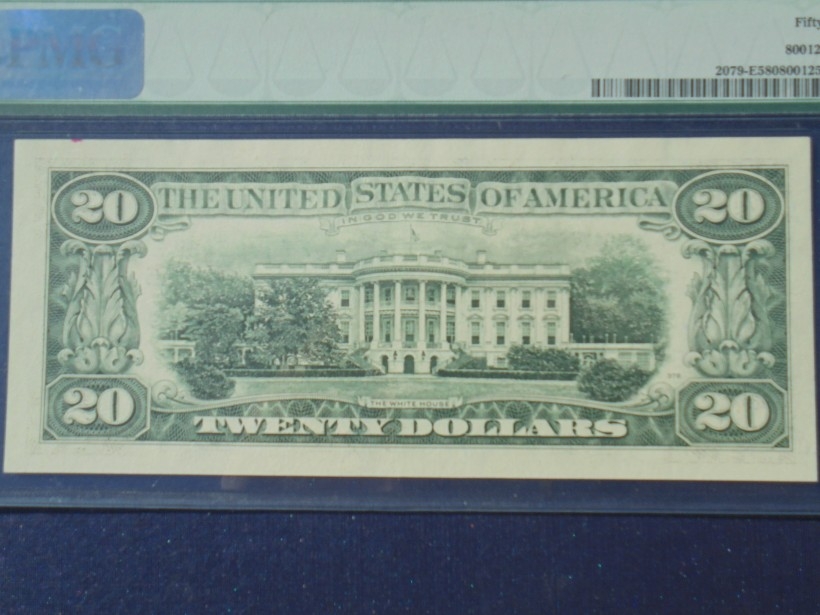 PMG
Fifty
80012
2079-E580800125
20 THE UNITED STATES OF AMERICA 20
IN GOD WE TRUST
THE WHITE HOUSE
20 TWENTY DOLLARS 20